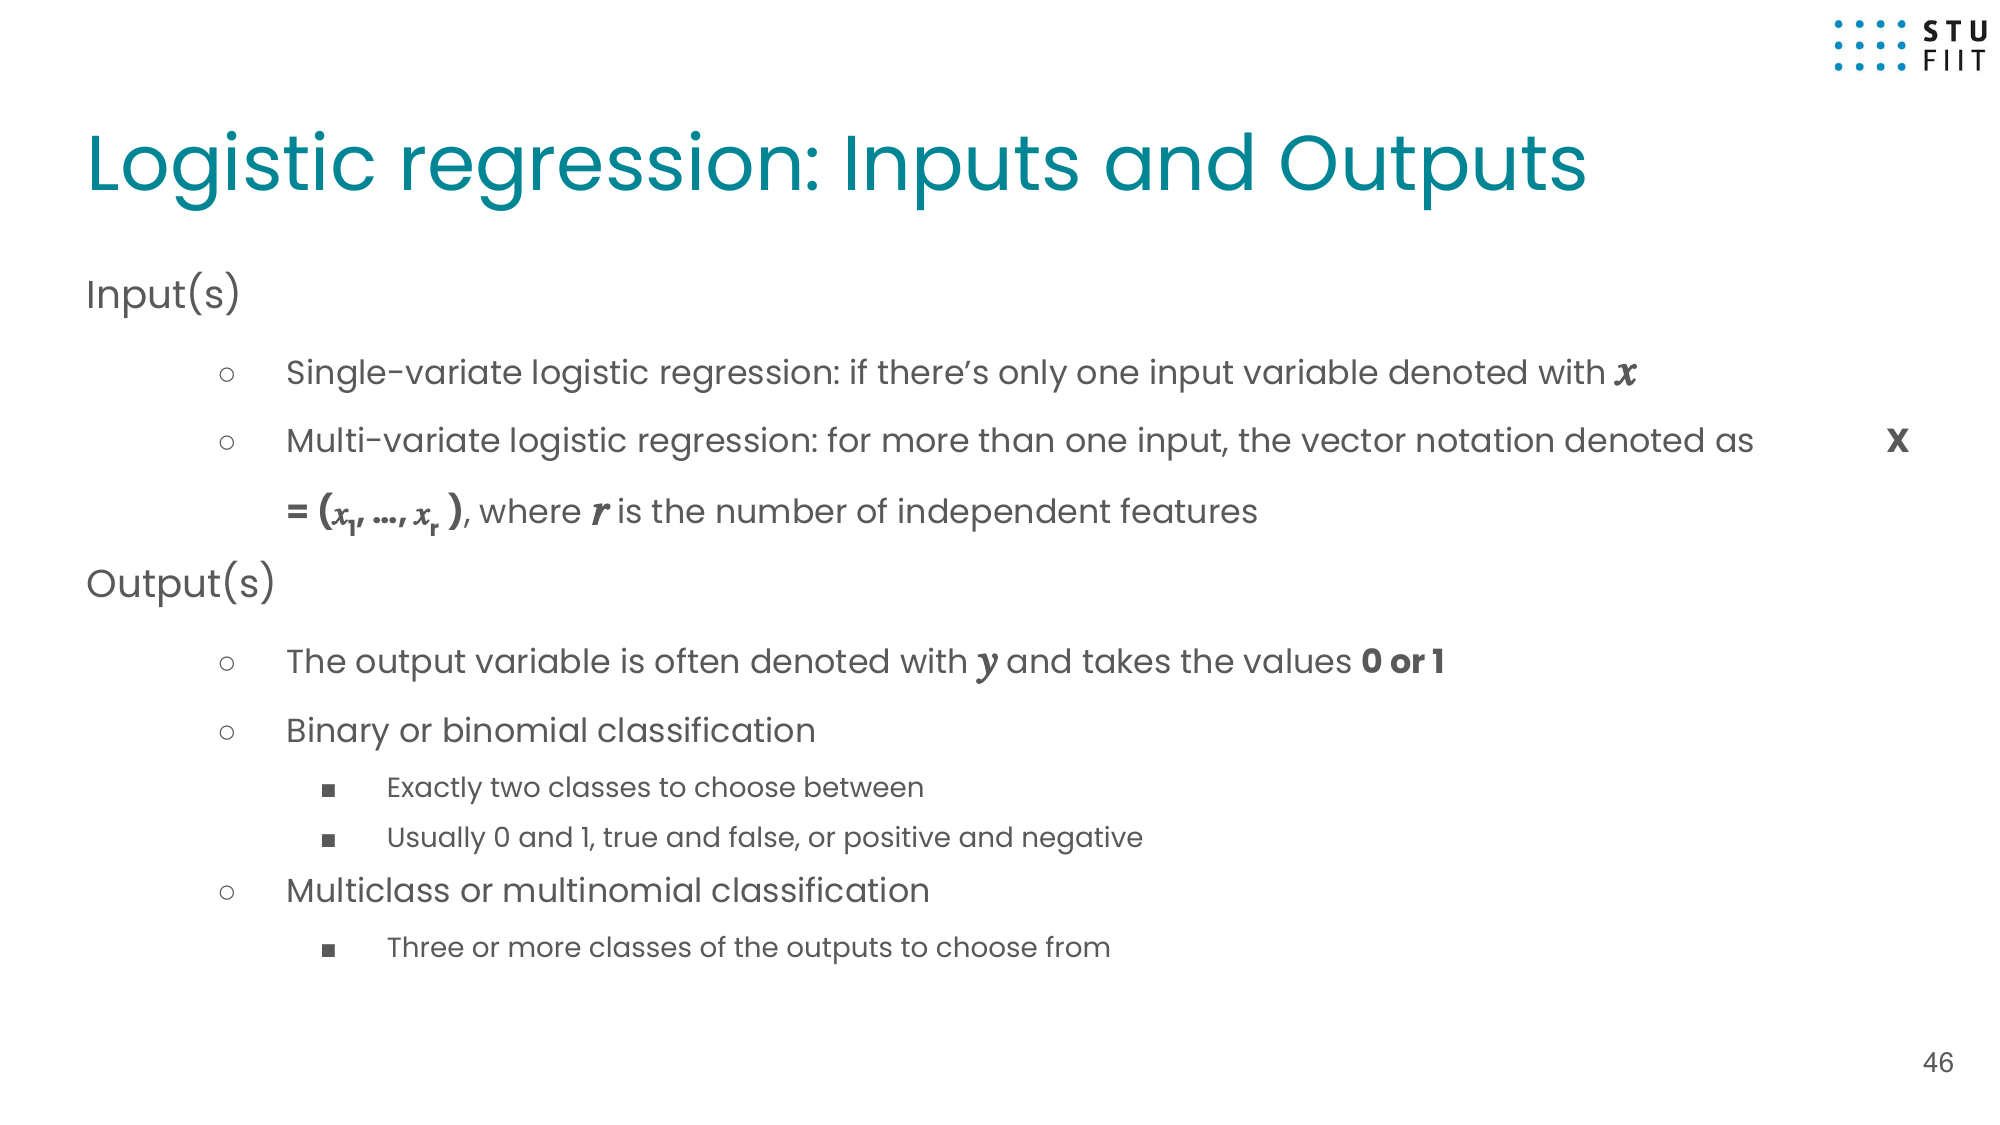 STU
FIIT
Logistic regression: Inputs and Outputs
Input(s)
○ Single-variate logistic regression: if there’s only one input variable denoted with x
○ Multi-variate logistic regression: for more than one input, the vector notation denoted as X
= (x1, ..., xr ), where r is the number of independent features
Output(s)
○ The output variable is often denoted with y and takes the values 0 or 1
○ Binary or binomial classification
■ Exactly two classes to choose between
■ Usually 0 and 1, true and false, or positive and negative
○ Multiclass or multinomial classification
■ Three or more classes of the outputs to choose from
46